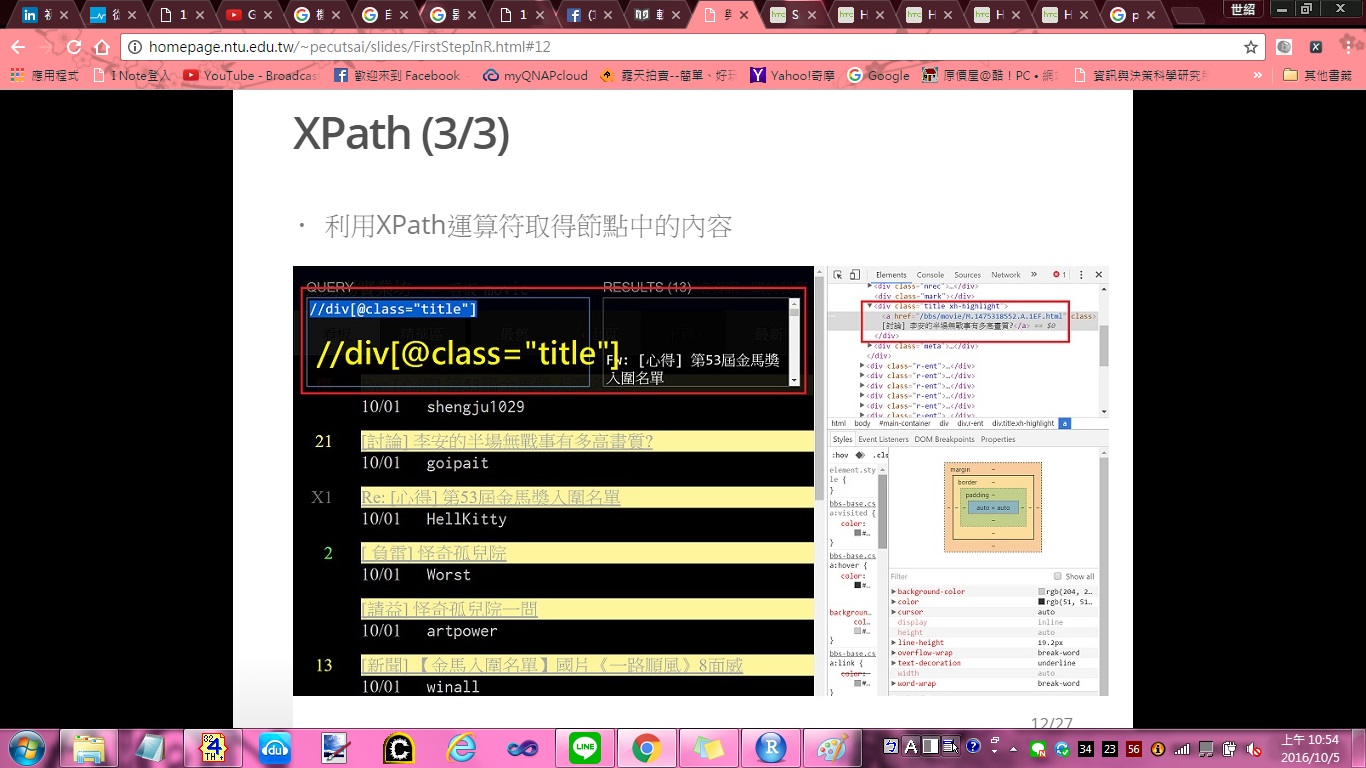 世紹
homepage.ntu.edu.tw/~pecutsai/slides/FirstStepInR.html#12
應用程式
i Note登入
YouTube - Broadcas
歡迎來到 Facebook
myQNAPcloud
露天拍賣--簡單、好玩
Yahoo!奇摩
Google
原價屋@酷！PC •
資訊與決策科學研究所
»
其他書籤
XPath (3/3)
• 利用XPath運算符取得節點中的內容
QUERY
RESULTS (13)
//div[@class="title"]
//div[@class="title"]
Fw: [心得] 第53屆金馬獎
入圍名單
10/01 shengju1029
21 [討論] 李安的半場無戰事有多高畫質?
10/01 goipait
X1 Re: [心得] 第53屆金馬獎入圍名單
10/01 HellKitty
2 [ 負雷] 怪奇孤兒院
10/01 Worst
[請益] 怪奇孤兒院一問
10/01 artpower
13 [新聞] 【金馬入圍名單】國片《一路順風》8面威
10/01 winall
Elements Console Sources Network » 1
<div class="nrec">…</div>
<div class="mark"></div>
<div class="title xh-highlight">
<a href="/bbs/movie/M.1475318552.A.1EF.html" class>
[討論] 李安的半場無戰事有多高畫質?</a> == $0
</div>
<div class="meta">…</div>
</div>
<div class="r-ent">…</div>
<div class="r-ent">…</div>
<div class="r-ent">…</div>
<div class="r-ent">…</div>
<div class="r-ent">…</div>
html body #main-container div div.r-ent div.title.xh-highlight a
Styles Event Listeners DOM Breakpoints Properties
:hov .cls
element.sty
le {
}
bbs-base.cs
a:visited {
color:
#…
}
bbs-base.cs
a:hover {
color:
#…
backgroun…
col…
#…
}
bbs-base.cs
a:link {
color:
#…
margin
border
padding
auto × auto
Filter
Show all
background-color rgb(204, 2…
color rgb(51, 51…
cursor auto
display inline
height auto
line-height 19.2px
overflow-wrap break-word
text-decoration underline
width auto
word-wrap break-word
12/27
34 23 56
上午 10:54
2016/10/5